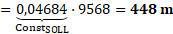 = 0,04684 · 9568 = 448 m
Const_SOLL